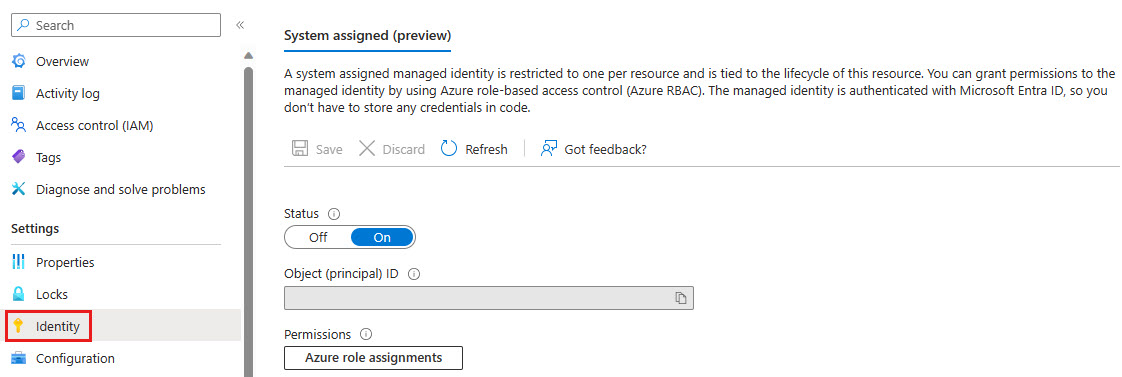 Search
Overview
Activity log
Access control (IAM)
Tags
Diagnose and solve problems
Settings
Properties
Locks
Identity
Configuration
System assigned (preview)
A system assigned managed identity is restricted to one per resource and is tied to the lifecycle of this resource. You can grant permissions to the
managed identity by using Azure role-based access control (Azure RBAC). The managed identity is authenticated with Microsoft Entra ID, so you
don't have to store any credentials in code.
Save Discard Refresh Got feedback?
Status
Off On
Object (principal) ID
Permissions
Azure role assignments